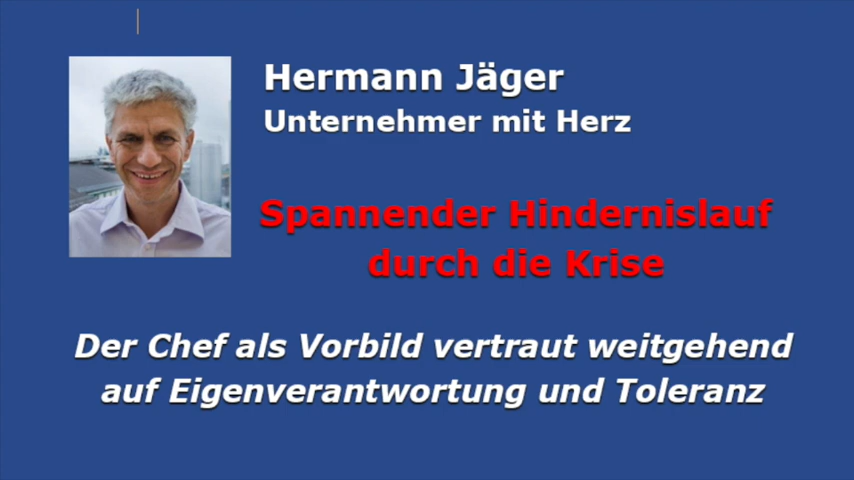 Hermann Jäger
Unternehmer mit Herz
Spannender Hindernislauf
durch die Krise
Der Chef als Vorbild vertraut weitgehend
auf Eigenverantwortung und Toleranz